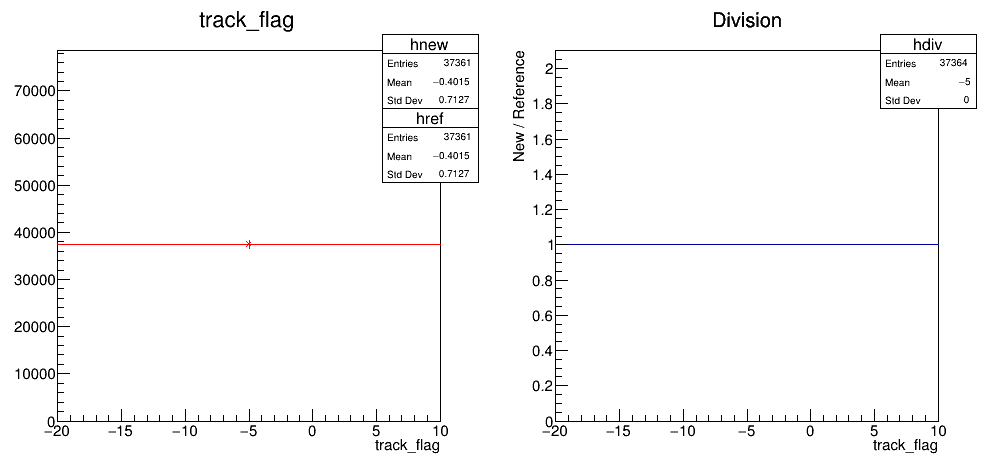 track_flag
hnew
Entries 37361
Mean −0.4015
Std Dev 0.7127
href
Entries 37361
Mean −0.4015
Std Dev 0.7127
70000
60000
50000
40000
30000
20000
10000
0
−20 −15 −10 −5 0 5 10
track_flag
Division
hdiv
Entries 37364
Mean −5
Std Dev 0
New / Reference
2
1.8
1.6
1.4
1.2
1
0.8
0.6
0.4
0.2
0
−20 −15 −10 −5 0 5 10
track_flag